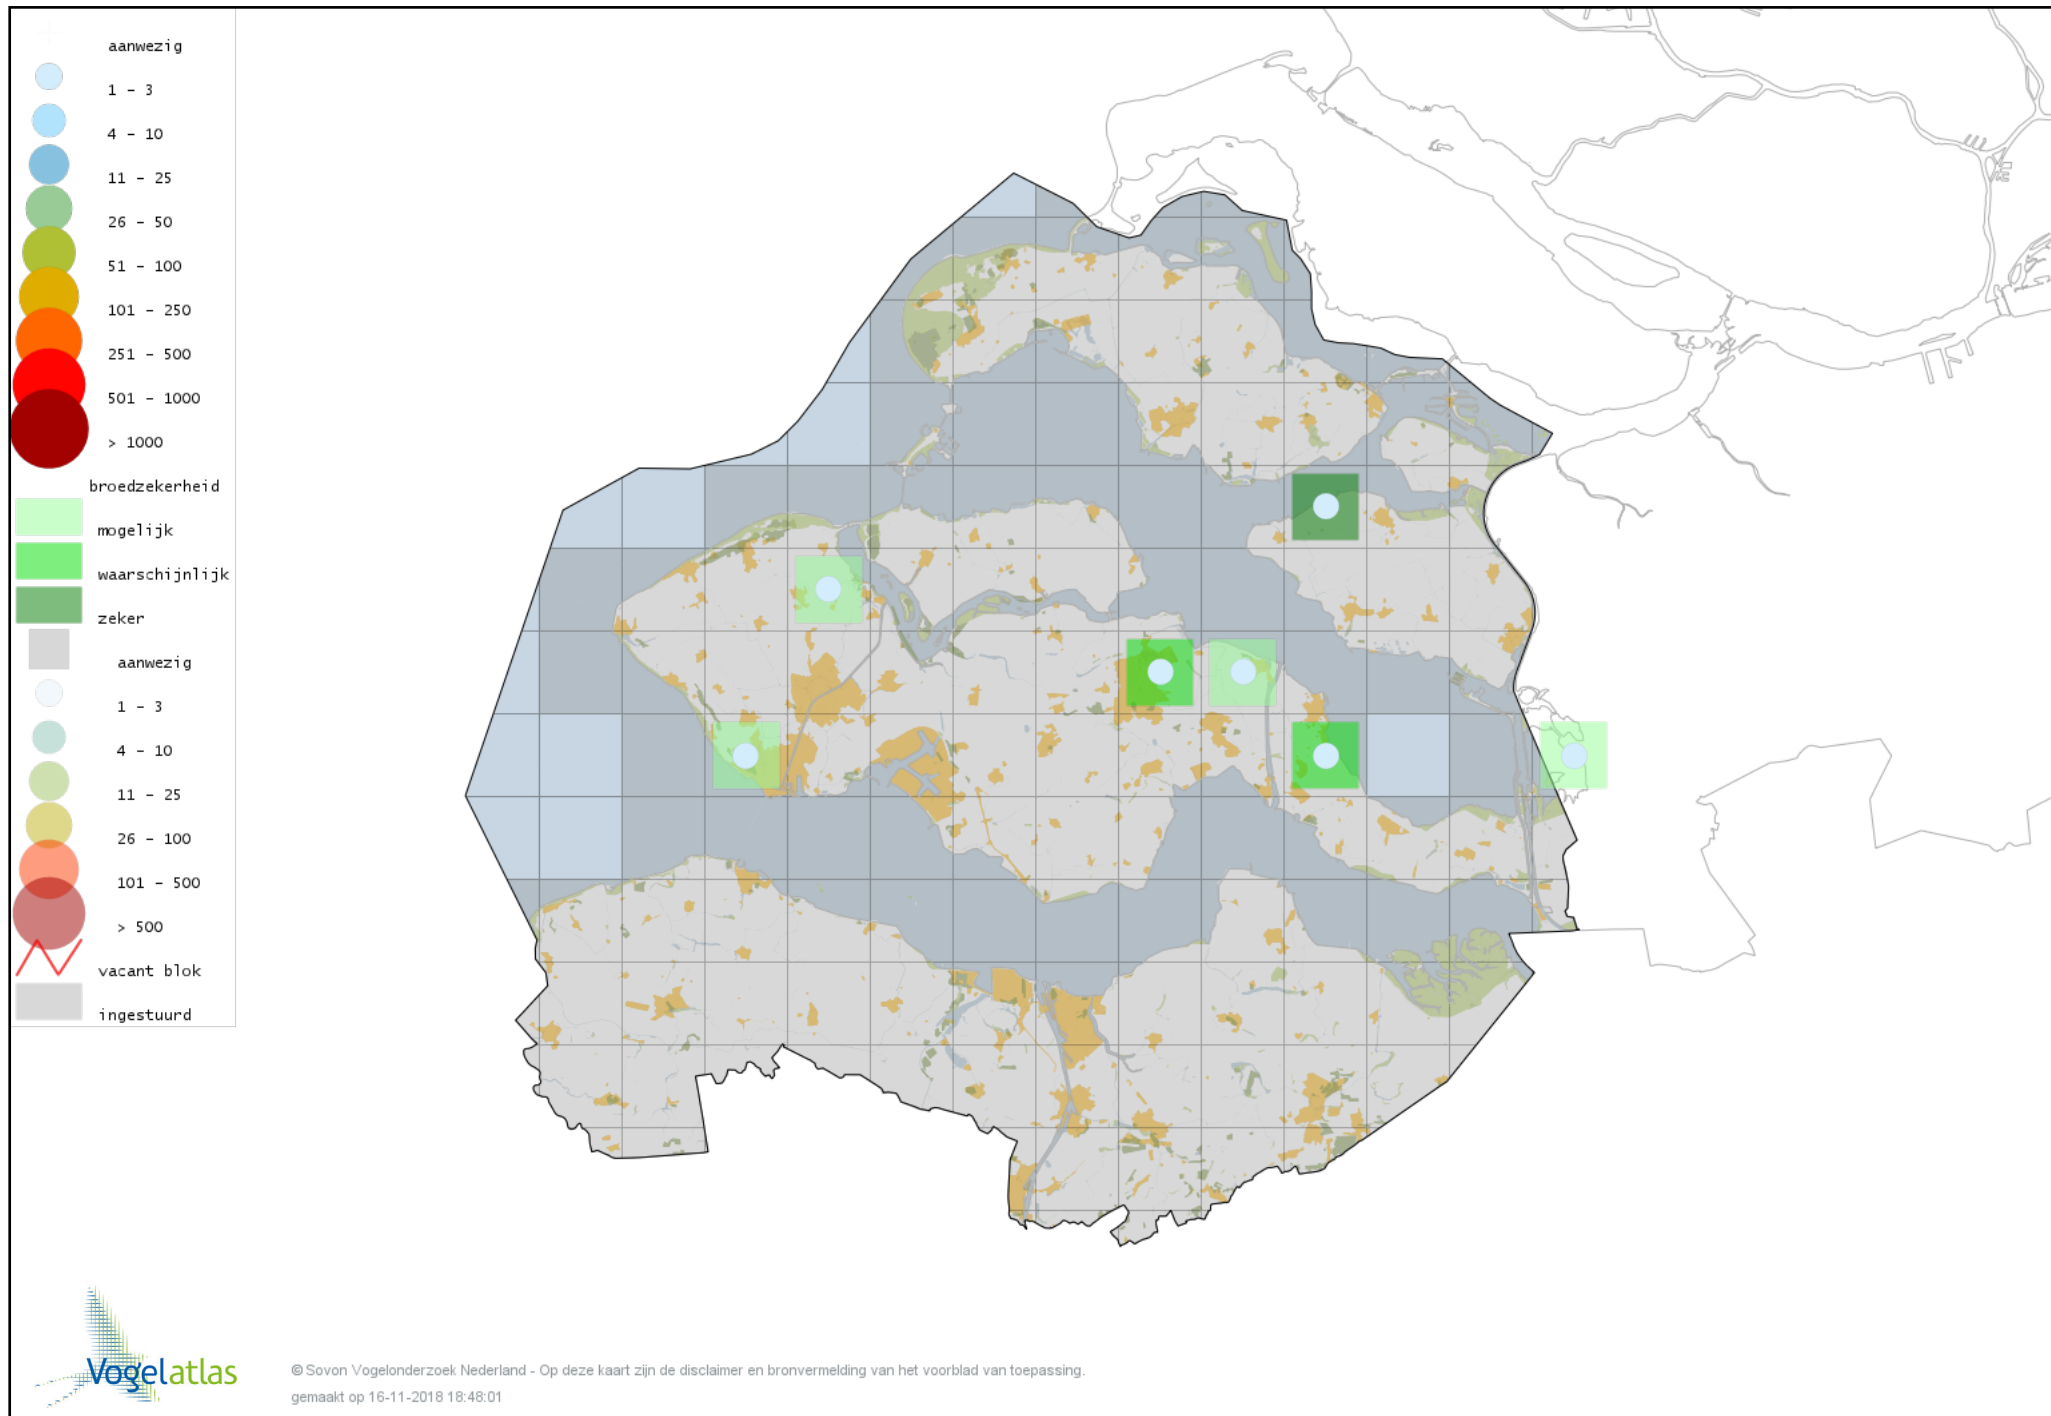 aanwezig
1 - 3
4 - 10
11 - 25
26 - 50
51 - 100
101 - 250
251 - 500
501 - 1000
> 1000
broedzekerheid
mogelijk
waarschijnlijk
zeker
aanwezig
1 - 3
4 - 10
11 - 25
26 - 100
101 - 500
> 500
vacant blok
ingestuurd
Vogelatlas
© Sovon Vogelonderzoek Nederland - Op deze kaart zijn de disclaimer en bronvermelding van het voorblad van toepassing.
gemaakt op 16-11-2018 18:48:01